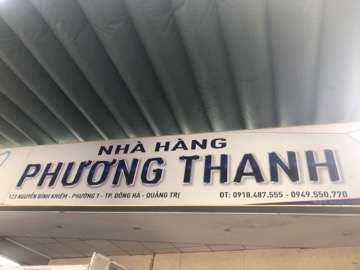 NHÀ HÀNG
PHƯƠNG THANH
123 NGUYỄN BỈNH KHIÊM - PHƯỜNG 1 - TP. ĐÔNG HÀ - QUẢNG TRỊ ĐT: 0918.487.555 - 0949.550.770